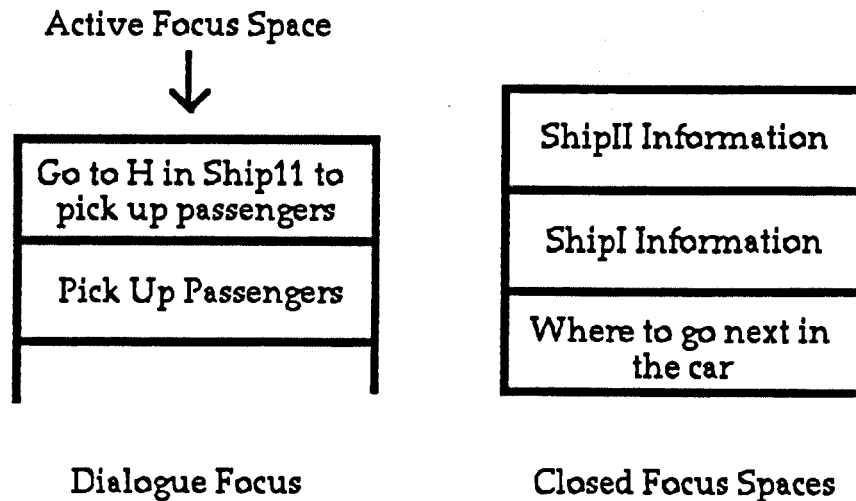 Active Focus Space
Go to H in Ship11 to
pick up passengers
Pick Up Passengers
Dialogue Focus
ShipII Information
ShipI Information
Where to go next in
the car
Closed Focus Spaces